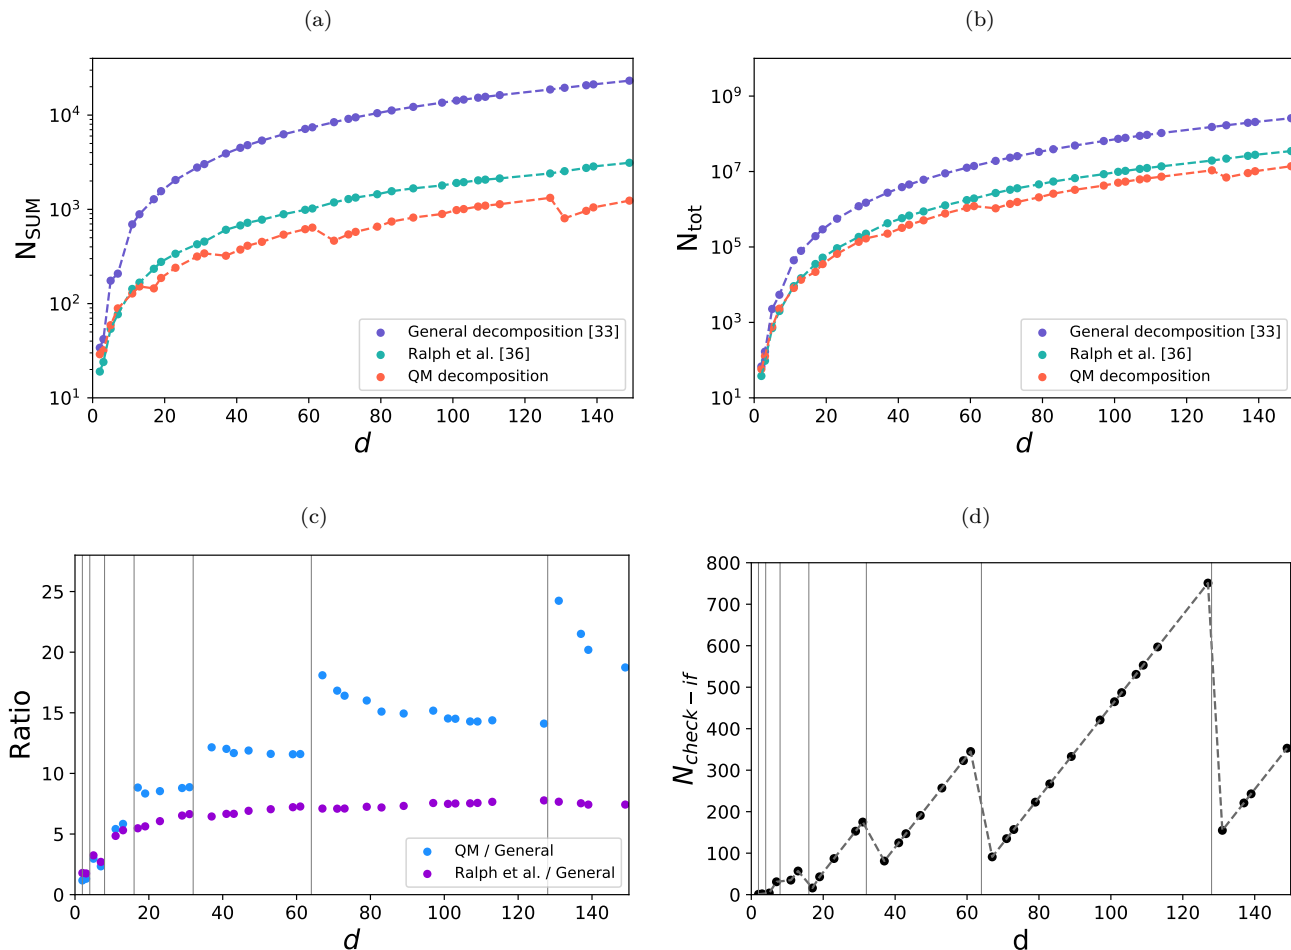 (a)
N_SUM
10^4
10^3
10^2
10^1
0 20 40 60 80 100 120 140
d
General decomposition [33]
Ralph et al. [36]
QM decomposition
(b)
N_tot
10^9
10^7
10^5
10^3
10^1
0 20 40 60 80 100 120 140
d
General decomposition [33]
Ralph et al. [36]
QM decomposition
(c)
Ratio
25
20
15
10
5
0
0 20 40 60 80 100 120 140
d
QM / General
Ralph et al. / General
(d)
N_check-if
800
700
600
500
400
300
200
100
0
0 20 40 60 80 100 120 140
d